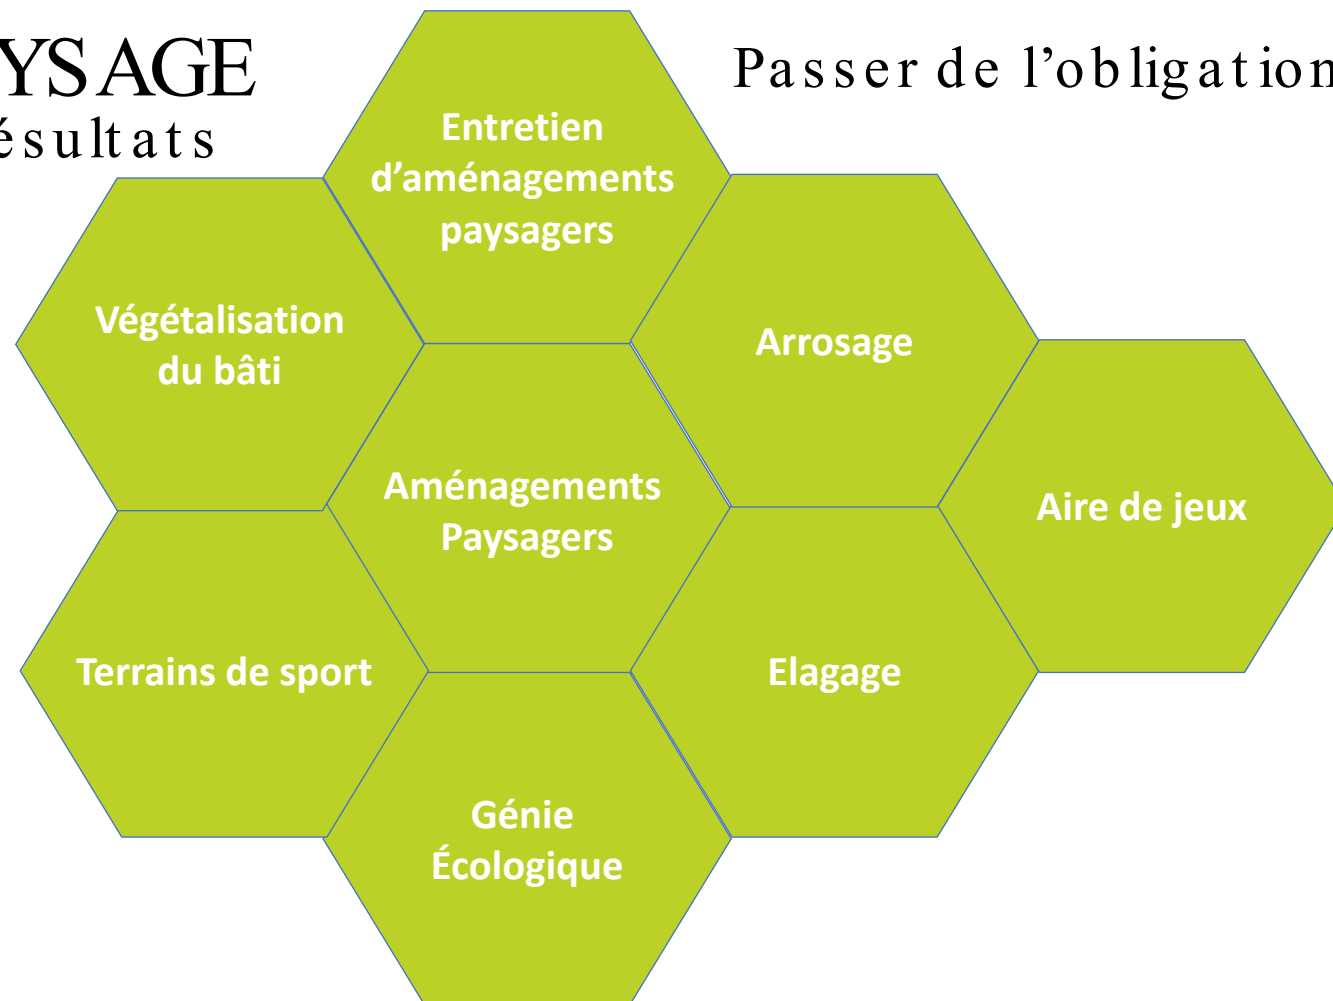 YSAGE
ésultats
Passer de l’obligation
Entretien
d’aménagements
paysagers
Végétalisation
du bâti
Arrosage
Aménagements
Paysagers
Aire de jeux
Terrains de sport
Elagage
Génie
Écologique